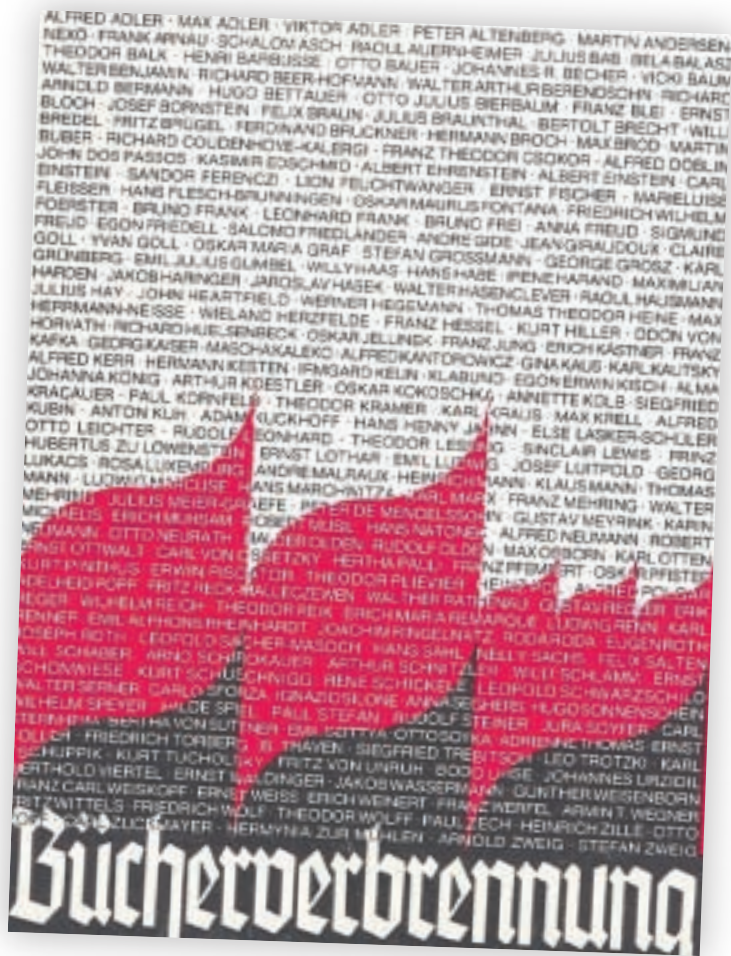 ALFRED ADLER · MAX ADLER · VIKTOR ADLER · PETER ALTENBERG · MARTIN ANDERSEN-
NEXÖ · FRANK ARNAU · SCHALOM ASCH · RAOUL AUERNHEIMER · JULIUS BAB · BELA BALASZ
THEODOR BALK · HENRI BARBUSSE · OTTO BAUER · JOHANNES R. BECHER · VICKI BAUM
WALTER BENJAMIN · RICHARD BEER-HOFMANN · WALTER ARTHUR BERENDSOHN · RICHARD
ARNOLD BERMANN · HUGO BETTAUER · OTTO JULIUS BIERBAUM · FRANZ BLEI · ERNST
BLOCH · JOSEF BORNSTEIN · FELIX BRAUN · JULIUS BRAUNTHAL · BERTOLT BRECHT · WILLI
BREDEL · FRITZ BRÜGEL · FERDINAND BRUCKNER · HERMANN BROCH · MAX BROD · MARTIN
BUBER · RICHARD COUDENHOVE-KALERGI · FRANZ THEODOR CSOKOR · ALFRED DÖBLIN
JOHN DOS PASSOS · KASIMIR EDSCHMID · ALBERT EHRENSTEIN · ALBERT EINSTEIN · CARL
EINSTEIN · SANDOR FERENCZI · LION FEUCHTWANGER · ERNST FISCHER · MARIELUISE
FLEISSER · HANS FLESCH-BRUNNINGEN · OSKAR MAURUS FONTANA · FRIEDRICH WILHELM
FOERSTER · BRUNO FRANK · LEONHARD FRANK · BRUNO FREI · ANNA FREUD · SIGMUND
FREUD · EGON FRIEDELL · SALOMO FRIEDLÄNDER · ANDRE GIDE · JEAN GIRAUDOUX · CLAIRE
GOLL · YVAN GOLL · OSKAR MARIA GRAF · STEFAN GROSSMANN · GEORGE GROSZ · KARL
GRÜNBERG · EMIL JULIUS GUMBEL · WILLY HAAS · HANS HABE · IRENE HARAND · MAXIMILIAN
HARDEN · JAKOB HARINGER · JAROSLAV HASEK · WALTER HASENCLEVER · RAOUL HAUSMANN
JULIUS HAY · JOHN HEARTFIELD · WERNER HEGEMANN · THOMAS THEODOR HEINE · MAX
HERRMANN-NEISSE · WIELAND HERZFELDE · FRANZ HESSEL · KURT HILLER · ÖDÖN VON
HORVATH · RICHARD HUELSENBECK · OSKAR JELLINEK · FRANZ JUNG · ERICH KÄSTNER · FRANZ
KAFKA · GEORG KAISER · MASCHA KALEKO · ALFRED KANTOROWICZ · GINA KAUS · KARL KAUTSKY
ALFRED KERR · HERMANN KESTEN · IRMGARD KEUN · KLABUND · EGON ERWIN KISCH · ALMA
JOHANNA KÖNIG · ARTHUR KOESTLER · OSKAR KOKOSCHKA · ANNETTE KOLB · SIEGFRIED
KRACAUER · PAUL KORNFELD · THEODOR KRAMER · KARL KRAUS · MAX KRELL · ALFRED
KUBIN · ANTON KUH · ADAM KUCKHOFF · HANS HENNY JAHNN · ELSE LASKER-SCHÜLER
OTTO LEICHTER · RUDOLF LEONHARD · THEODOR LESSING · SINCLAIR LEWIS · PRINZ
HUBERTUS ZU LÖWENSTEIN · ERNST LOTHAR · EMIL LUDWIG · JOSEF LUITPOLD · GEORG
LUKACS · ROSA LUXEMBURG · ANDRE MALRAUX · HEINRICH MANN · KLAUS MANN · THOMAS
MANN · LUDWIG MARCUSE · HANS MARCHWITZA · KARL MARX · FRANZ MEHRING · WALTER
MEHRING · JULIUS MEIER-GRAEFE · PETER DE MENDELSSOHN · GUSTAV MEYRINK · KARIN
MICHAELIS · ERICH MÜHSAM · ROBERT MUSIL · HANS NATONEK · ALFRED NEUMANN · ROBERT
NEUMANN · OTTO NEURATH · BALDER OLDEN · RUDOLF OLDEN · MAX OSBORN · KARL OTTEN
ERNST OTTWALT · CARL VON OSSIETZKY · HERTHA PAULI · FRANZ PFEMFERT · OSKAR PFISTER
KURT PINTHUS · ERWIN PISCATOR · THEODOR PLIEVIER
ADELHEID POPP · FRITZ RECK-MALLECZEWEN · WALTHER RATHENAU · GUSTAV REGLER · ERIK
REGER · WILHELM REICH · THEODOR REIK · ERICH MARIA REMARQUE · LUDWIG RENN · KARL
RENNER · EMIL ALPHONS RHEINHARDT · JOACHIM RINGELNATZ · RODA RODA · EUGEN ROTH
JOSEPH ROTH · LEOPOLD SACHER-MASOCH · HANS SAHL · NELLY SACHS · FELIX SALTEN
WILL SCHABER · ARNO SCHIROKAUER · ARTHUR SCHNITZLER · WILLI SCHLAMM · ERNST
SCHÖNWIESE · KURT SCHUSCHNIGG · RENE SCHICKELE · LEOPOLD SCHWARZSCHILD
WALTER SERNER · CARLO SFORZA · IGNAZIO SILONE · ANNA SEGHERS · HUGO SONNENSCHEIN
WILHELM SPEYER · HILDE SPIEL · PAUL STEFAN · RUDOLF STEINER · JURA SOYFER · CARL
STERNHEIM · BERTHA VON SUTTNER · OTTO SOYKA · ADRIENNE THOMAS · ERNST
TOLLER · FRIEDRICH TORBERG · B. TRAVEN · SIEGFRIED TREBITSCH · LEO TROTZKI · KARL
TSCHUPPIK · KURT TUCHOLSKY · FRITZ VON UNRUH · BODO UHSE · JOHANNES URZIDIL
BERTHOLD VIERTEL · ERNST WALDINGER · JAKOB WASSERMANN · GÜNTHER WEISENBORN
FRANZ CARL WEISKOPF · ERNST WEISS · ERICH WEINERT · FRANZ WERFEL · ARMIN T. WEGNER
FRITZ WITTELS · FRIEDRICH WOLF · THEODOR WOLFF · PAUL ZECH · HEINRICH ZILLE · OTTO
ZUCKMAYER · HERMYNIA ZUR MÜHLEN · ARNOLD ZWEIG · STEFAN ZWEIG
Bücherverbrennung